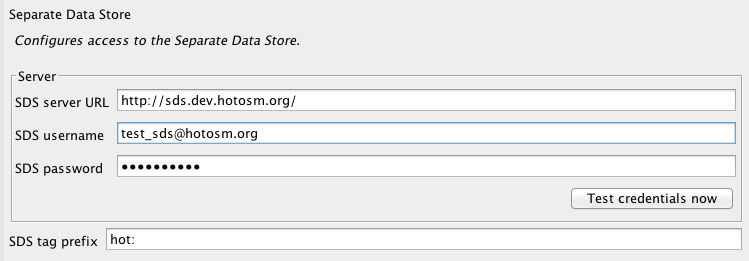 Separate Data Store
Configures access to the Separate Data Store.
Server
SDS server URL http://sds.dev.hotosm.org/
SDS username test_sds@hotosm.org
SDS password ••••••••••
Test credentials now
SDS tag prefix hot: